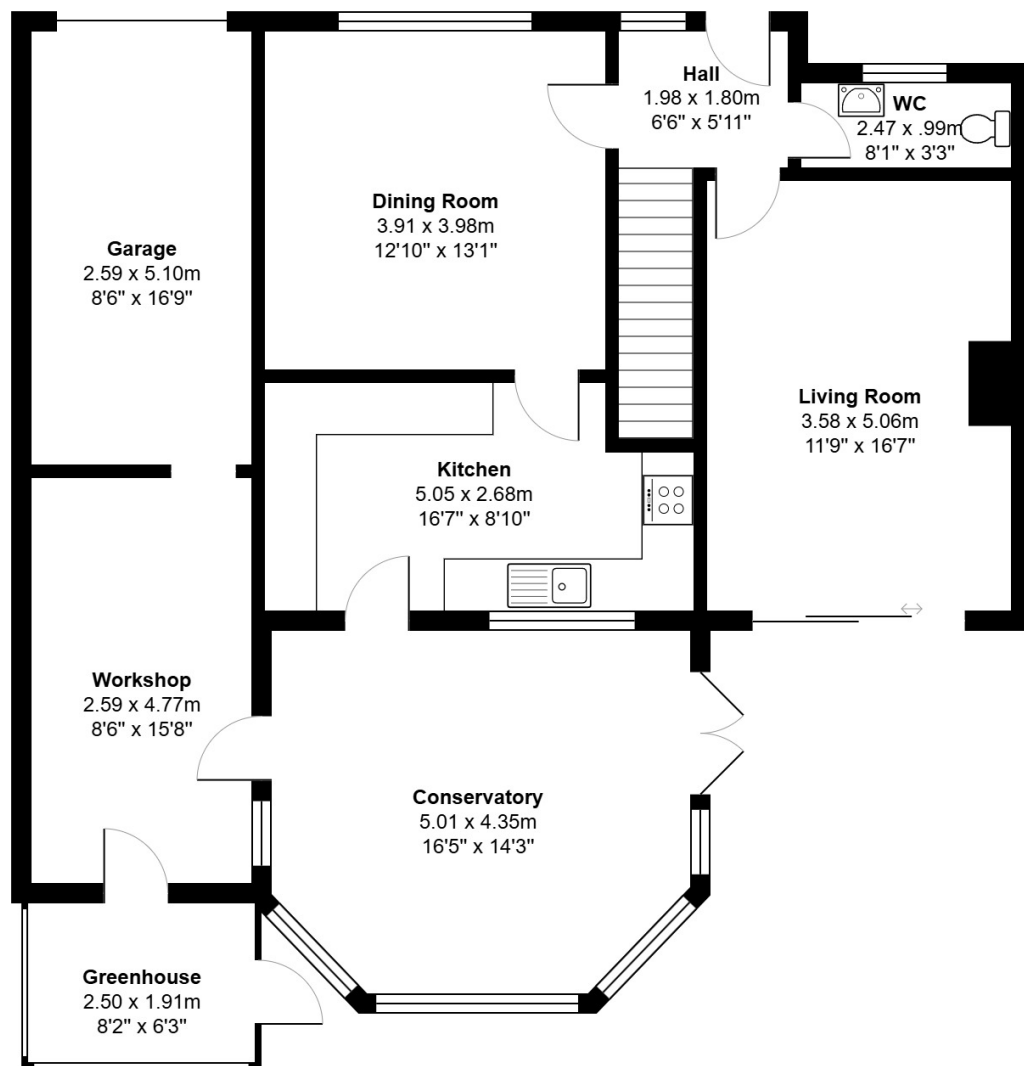 Hall
1.98 x 1.80m
6'6" x 5'11"
WC
2.47 x .99m
8'1" x 3'3"
Dining Room
3.91 x 3.98m
12'10" x 13'1"
Garage
2.59 x 5.10m
8'6" x 16'9"
Living Room
3.58 x 5.06m
11'9" x 16'7"
Kitchen
5.05 x 2.68m
16'7" x 8'10"
Workshop
2.59 x 4.77m
8'6" x 15'8"
Conservatory
5.01 x 4.35m
16'5" x 14'3"
Greenhouse
2.50 x 1.91m
8'2" x 6'3"